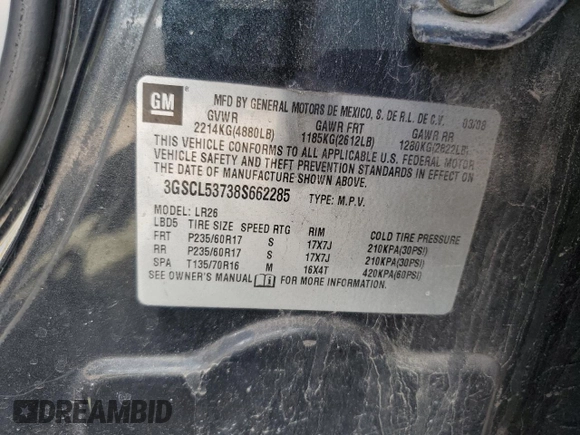 GM
MFD BY GENERAL MOTORS DE MEXICO, S. DE R.L. DE C.V. 03/08
GVWR GAWR FRT GAWR RR
2214KG(4880LB) 1185KG(2612LB) 1280KG(2822LB)
THIS VEHICLE CONFORMS TO ALL APPLICABLE U.S. FEDERAL MOTOR
VEHICLE SAFETY AND THEFT PREVENTION STANDARDS IN EFFECT ON
THE DATE OF MANUFACTURE SHOWN ABOVE.
3GSCL53738S662285 TYPE: M.P.V.
MODEL: LR26
LBD5 TIRE SIZE SPEED RTG RIM COLD TIRE PRESSURE
FRT P235/60R17 S 17X7J 210KPA(30PSI)
RR P235/60R17 S 17X7J 210KPA(30PSI)
SPA T135/70R16 M 16X4T 420KPA(60PSI)
SEE OWNER'S MANUAL FOR MORE INFORMATION.
DREAMBID